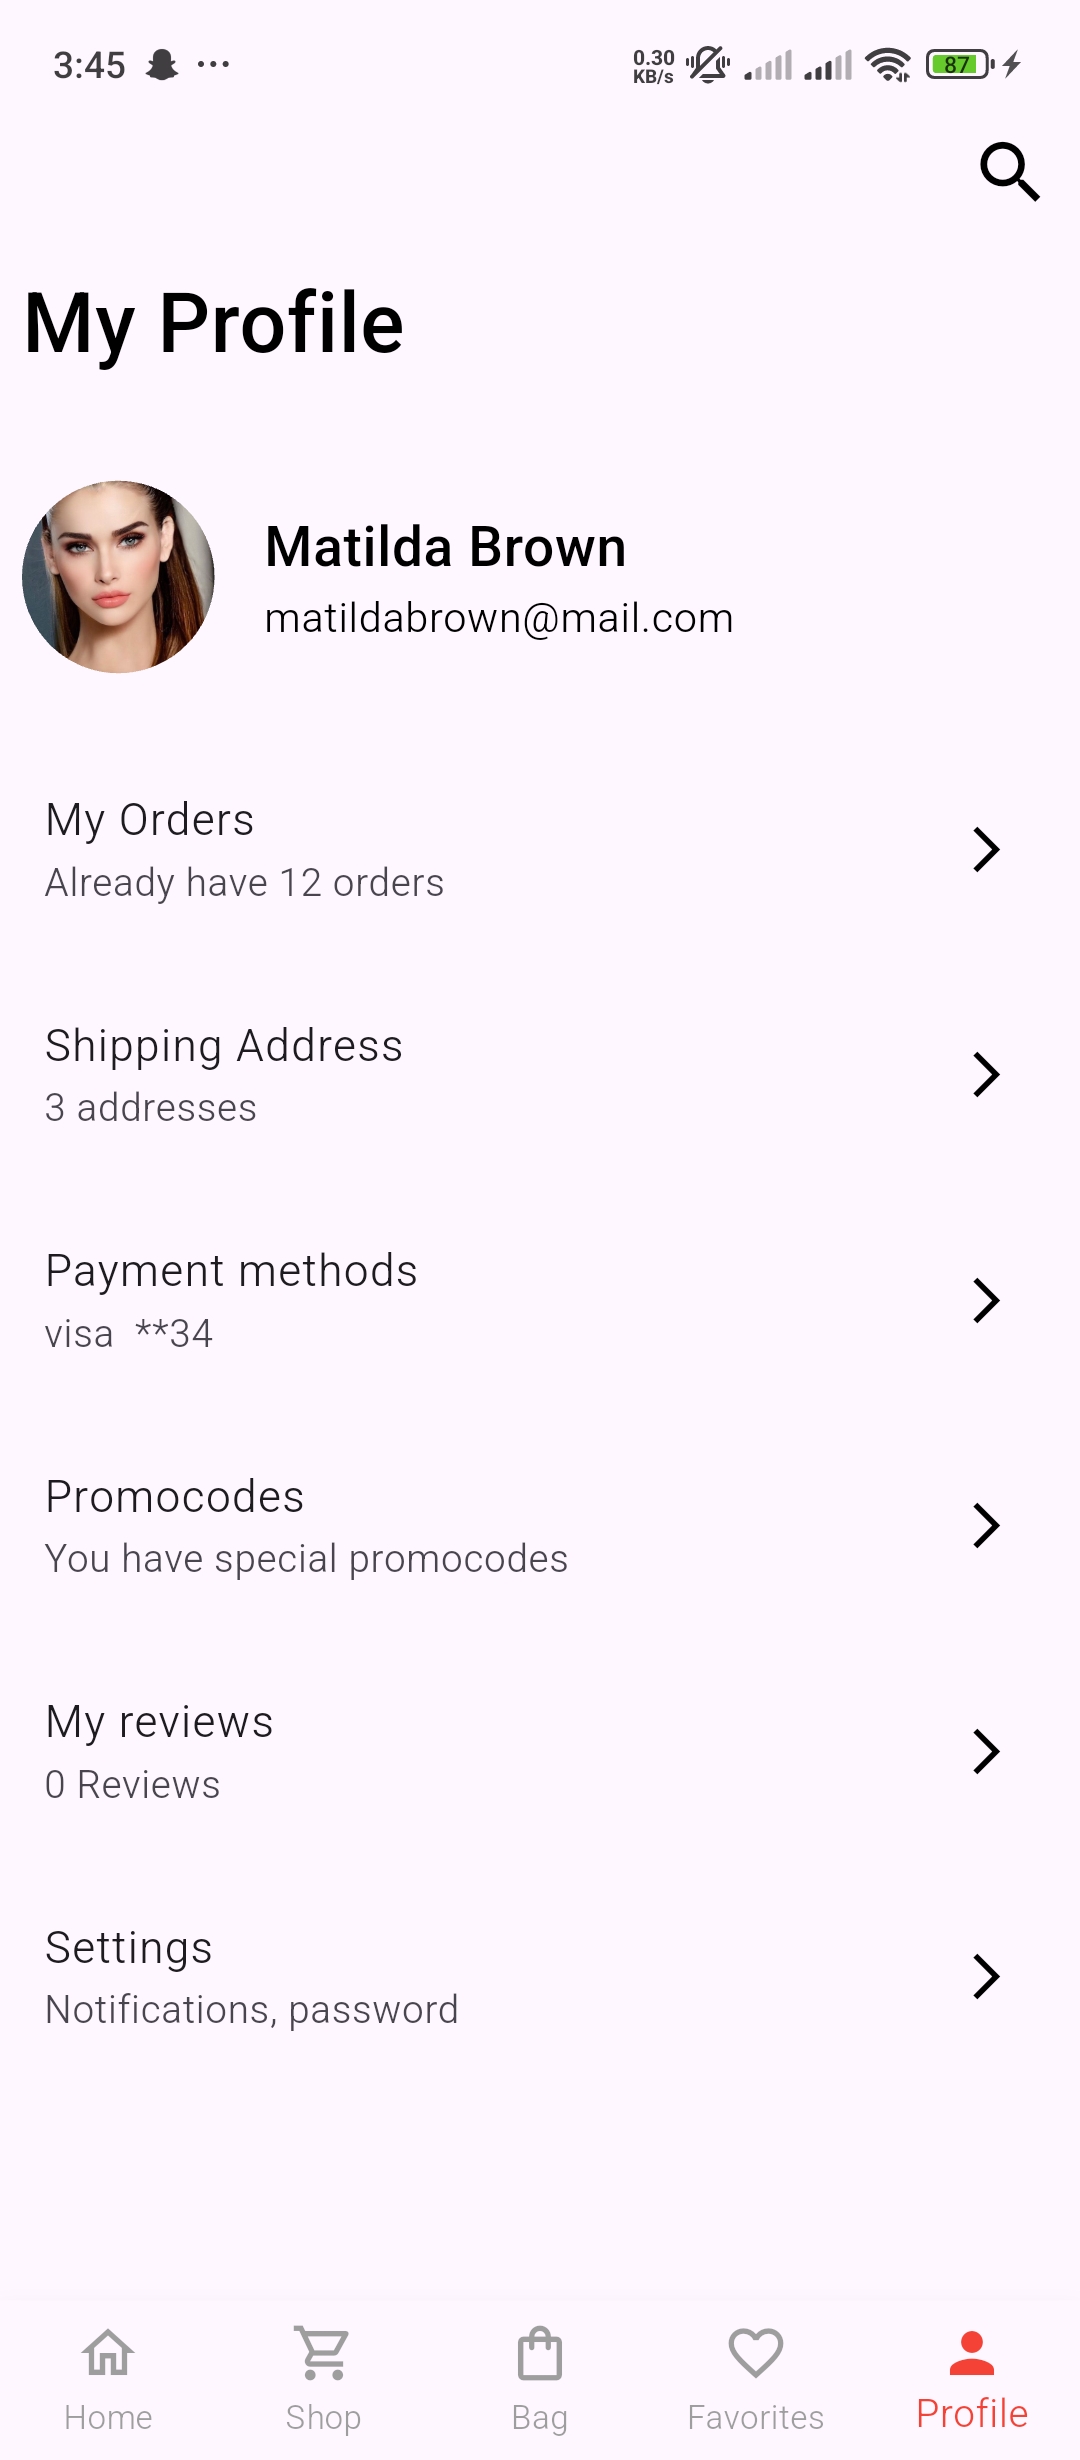 3:45
0.30
KB/s
87
My Profile
Matilda Brown
matildabrown@mail.com
My Orders
Already have 12 orders
Shipping Address
3 addresses
Payment methods
visa  **34
Promocodes
You have special promocodes
My reviews
0 Reviews
Settings
Notifications, password
Home
Shop
Bag
Favorites
Profile